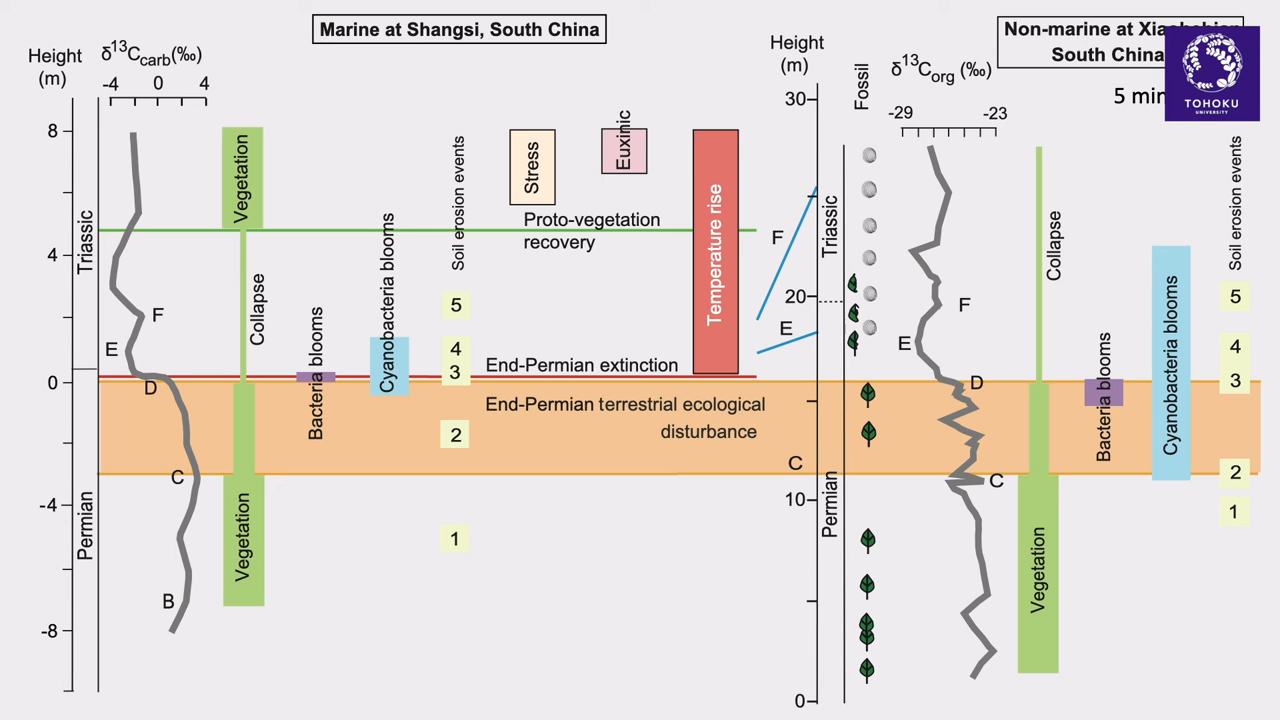 Marine at Shangsi, South China
Height
(m)
δ¹³Ccarb(‰)
-4 0 4
8
4
0
-4
-8
Triassic
Permian
F
E
D
C
B
Vegetation
Collapse
Vegetation
Bacteria blooms
Cyanobacteria blooms
Soil erosion events
5
4
3
2
1
Stress
Euxinic
Temperature rise
Proto-vegetation
recovery
End-Permian extinction
End-Permian terrestrial ecological
disturbance
F
E
C
Non-marine at
South China
5 min
TOHOKU
UNIVERSITY
Height
(m)
30
20
10
0
Triassic
Permian
Fossil
δ¹³Corg (‰)
-29 -23
F
E
D
C
Collapse
Vegetation
Bacteria blooms
Cyanobacteria blooms
Soil erosion events
5
4
3
2
1